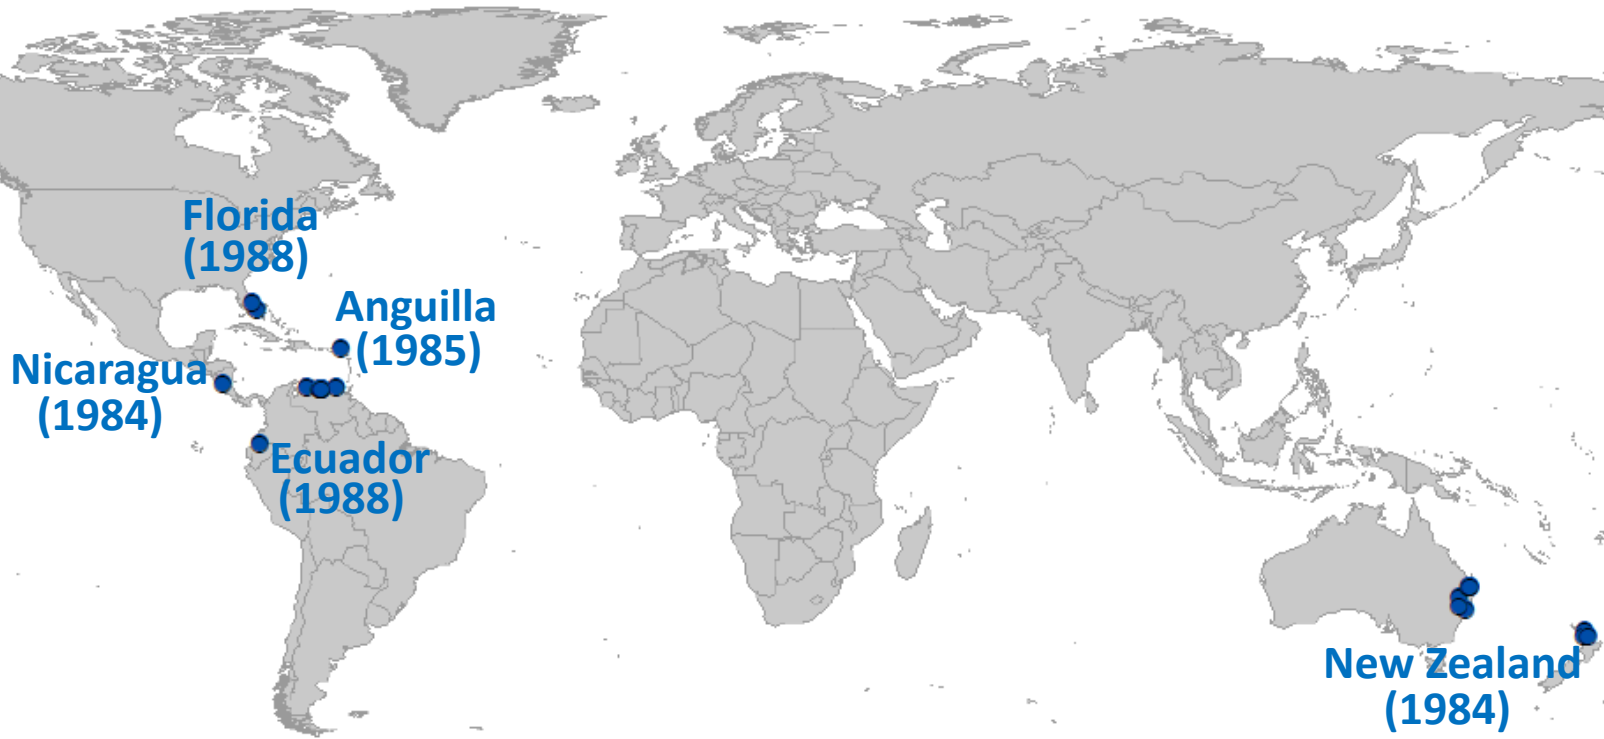 Florida
(1988)
Anguilla
(1985)
Nicaragua
(1984)
Ecuador
(1988)
New Zealand
(1984)